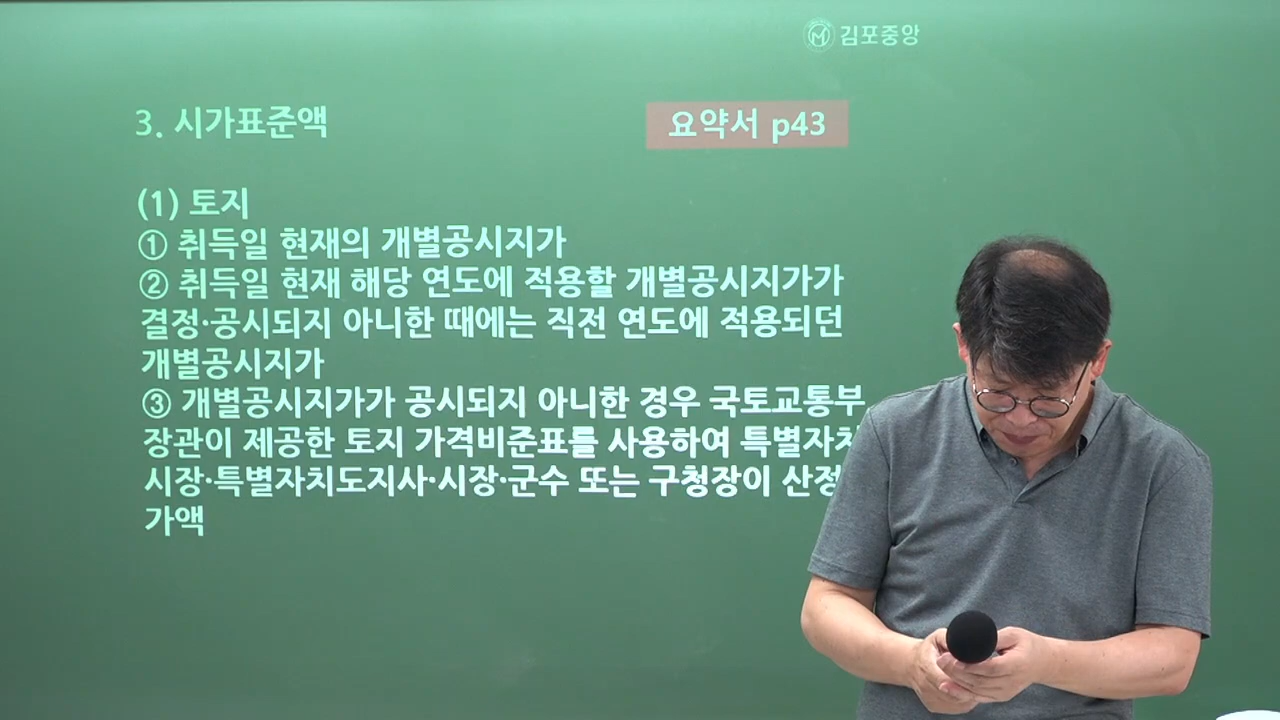 김포중앙
3. 시가표준액
요약서 p43
(1) 토지
① 취득일 현재의 개별공시지가
② 취득일 현재 해당 연도에 적용할 개별공시지가가
결정·공시되지 아니한 때에는 직전 연도에 적용되던
개별공시지가
③ 개별공시지가가 공시되지 아니한 경우 국토교통부
장관이 제공한 토지 가격비준표를 사용하여 특별자치
시장·특별자치도지사·시장·군수 또는 구청장이 산정
가액